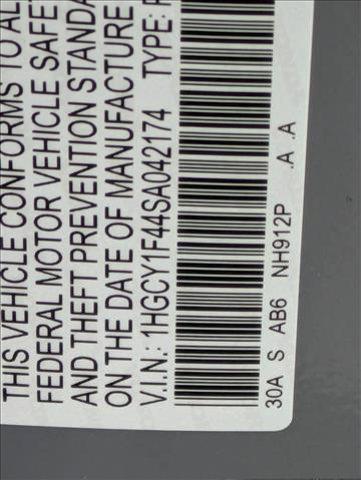 THIS VEHICLE CONFORMS TO AL
FEDERAL MOTOR VEHICLE SAFE
AND THEFT PREVENTION STANDA
ON THE DATE OF MANUFACTURE
V.I.N.: 1HGCY1F44SA042174 TYPE: P
30A S AB6 NH912P .A .A